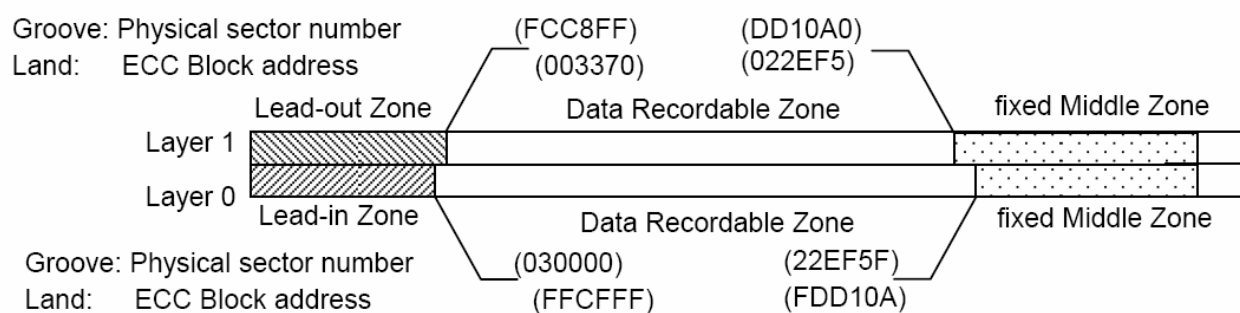 Groove: Physical sector number (FCC8FF) (DD10A0)
Land: ECC Block address (003370) (022EF5)
Lead-out Zone Data Recordable Zone fixed Middle Zone
Layer 1
Layer 0
Lead-in Zone Data Recordable Zone fixed Middle Zone
Groove: Physical sector number (030000) (22EF5F)
Land: ECC Block address (FFCFFF) (FDD10A)